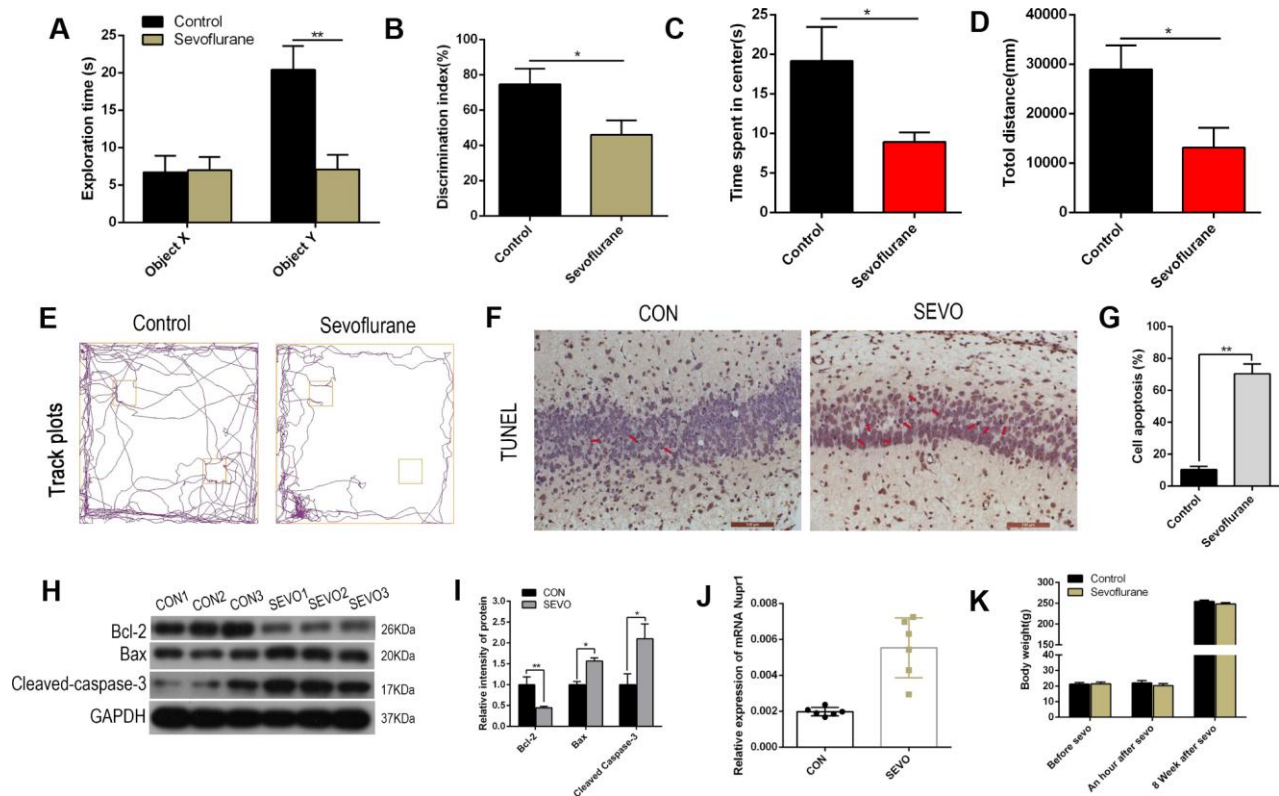 A
Control
Sevoflurane
Exploration time (s)
25
20
15
10
5
0
**
Object X
Object Y
B
Discrimination index(%)
100
80
60
40
20
0
*
Control
Sevoflurane
C
Time spent in center(s)
25
20
15
10
5
0
*
Control
Sevoflurane
D
Totol distance(mm)
40000
30000
20000
10000
0
*
Control
Sevoflurane
E
Control
Sevoflurane
Track plots
F
CON
SEVO
TUNEL
G
Cell apoptosis (%)
100
80
60
40
20
0
**
Control
Sevoflurane
H
CON1 CON2 CON3 SEVO1 SEVO2 SEVO3
Bcl-2 26KDa
Bax 20KDa
Cleaved-caspase-3 17KDa
GAPDH 37KDa
I
CON
SEVO
Relative intensity of protein
3.0
2.5
2.0
1.5
1.0
0.5
0.0
**
*
*
Bcl-2
Bax
Cleaved Caspase-3
J
Relative expression of mRNA Nupr1
0.008
0.006
0.004
0.002
0.000
CON
SEVO
K
Control
Sevoflurane
Body weight(g)
300
250
200
150
100
50
40
30
20
10
0
Before sevo
An hour after sevo
8 Week after sevo